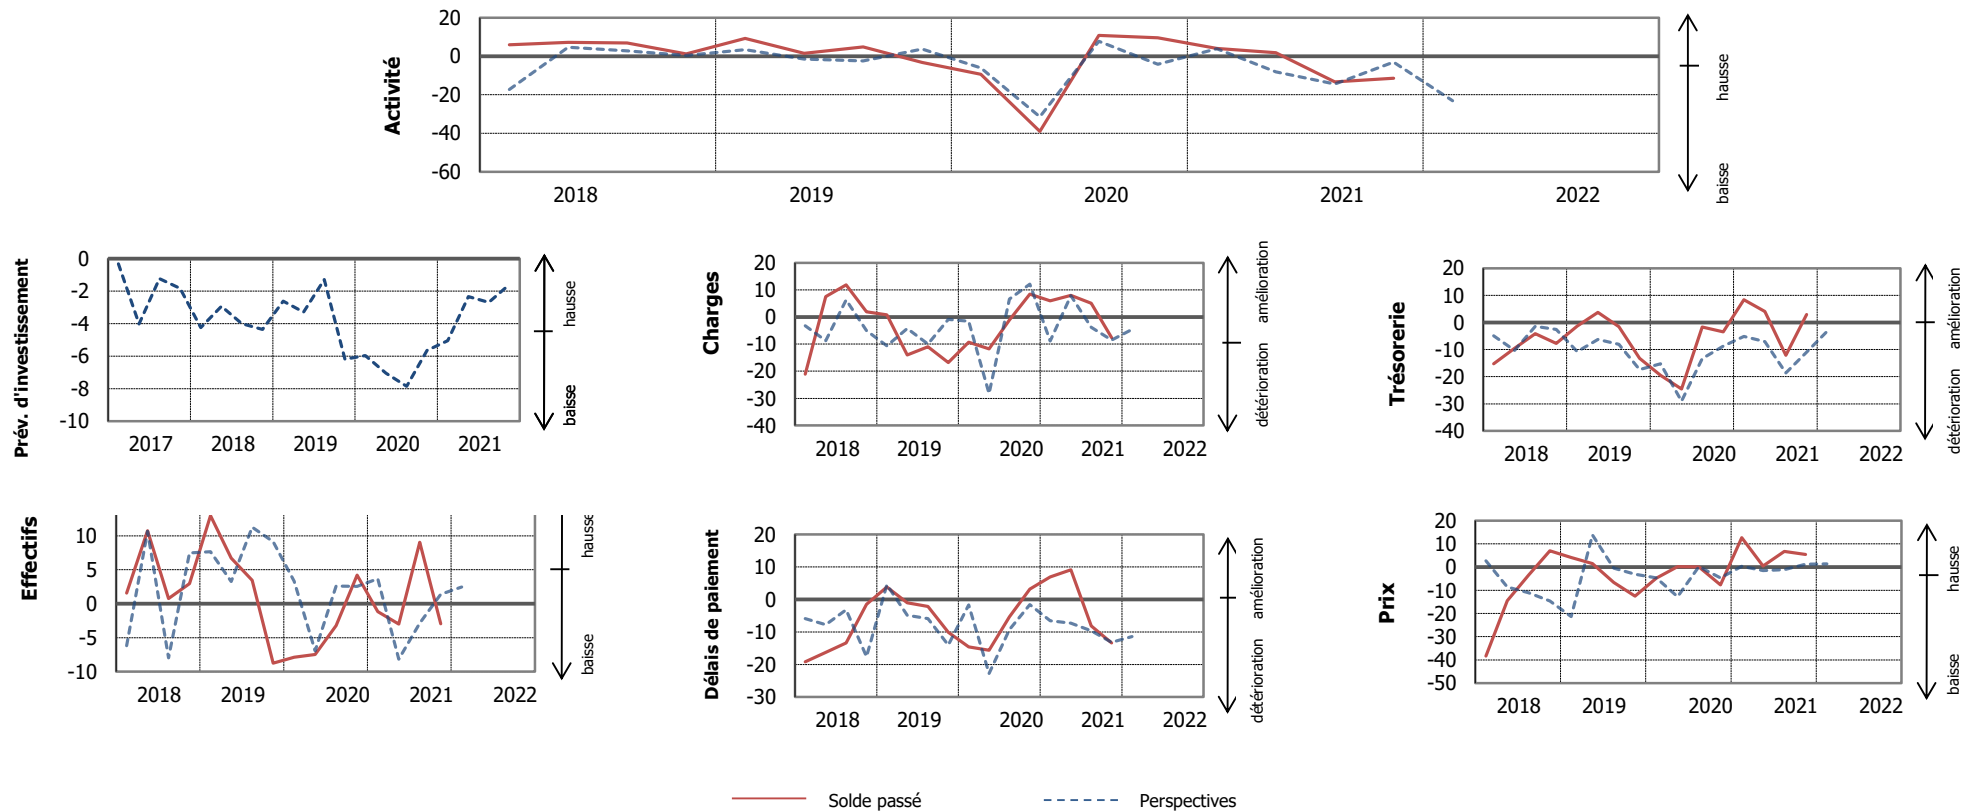 Activité
20
0
-20
-40
-60
2018 2019 2020 2021 2022
hausse
baisse
Prév. d'investissement
0
-2
-4
-6
-8
-10
2017 2018 2019 2020 2021
hausse
baisse
Charges
20
10
0
-10
-20
-30
-40
2018 2019 2020 2021 2022
amélioration
détérioration
Trésorerie
20
10
0
-10
-20
-30
-40
2018 2019 2020 2021 2022
amélioration
détérioration
Effectifs
10
5
0
-5
-10
2018 2019 2020 2021 2022
hausse
baisse
Délais de paiement
20
10
0
-10
-20
-30
2018 2019 2020 2021 2022
amélioration
détérioration
Prix
20
10
0
-10
-20
-30
-40
-50
2018 2019 2020 2021 2022
hausse
baisse
Solde passé Perspectives